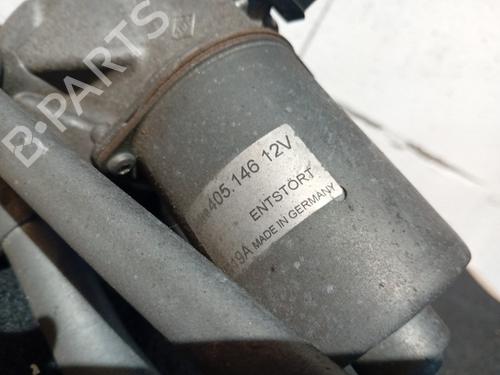 B-PARTS
405.146 12V
ENTSTÖRT
MADE IN GERMANY